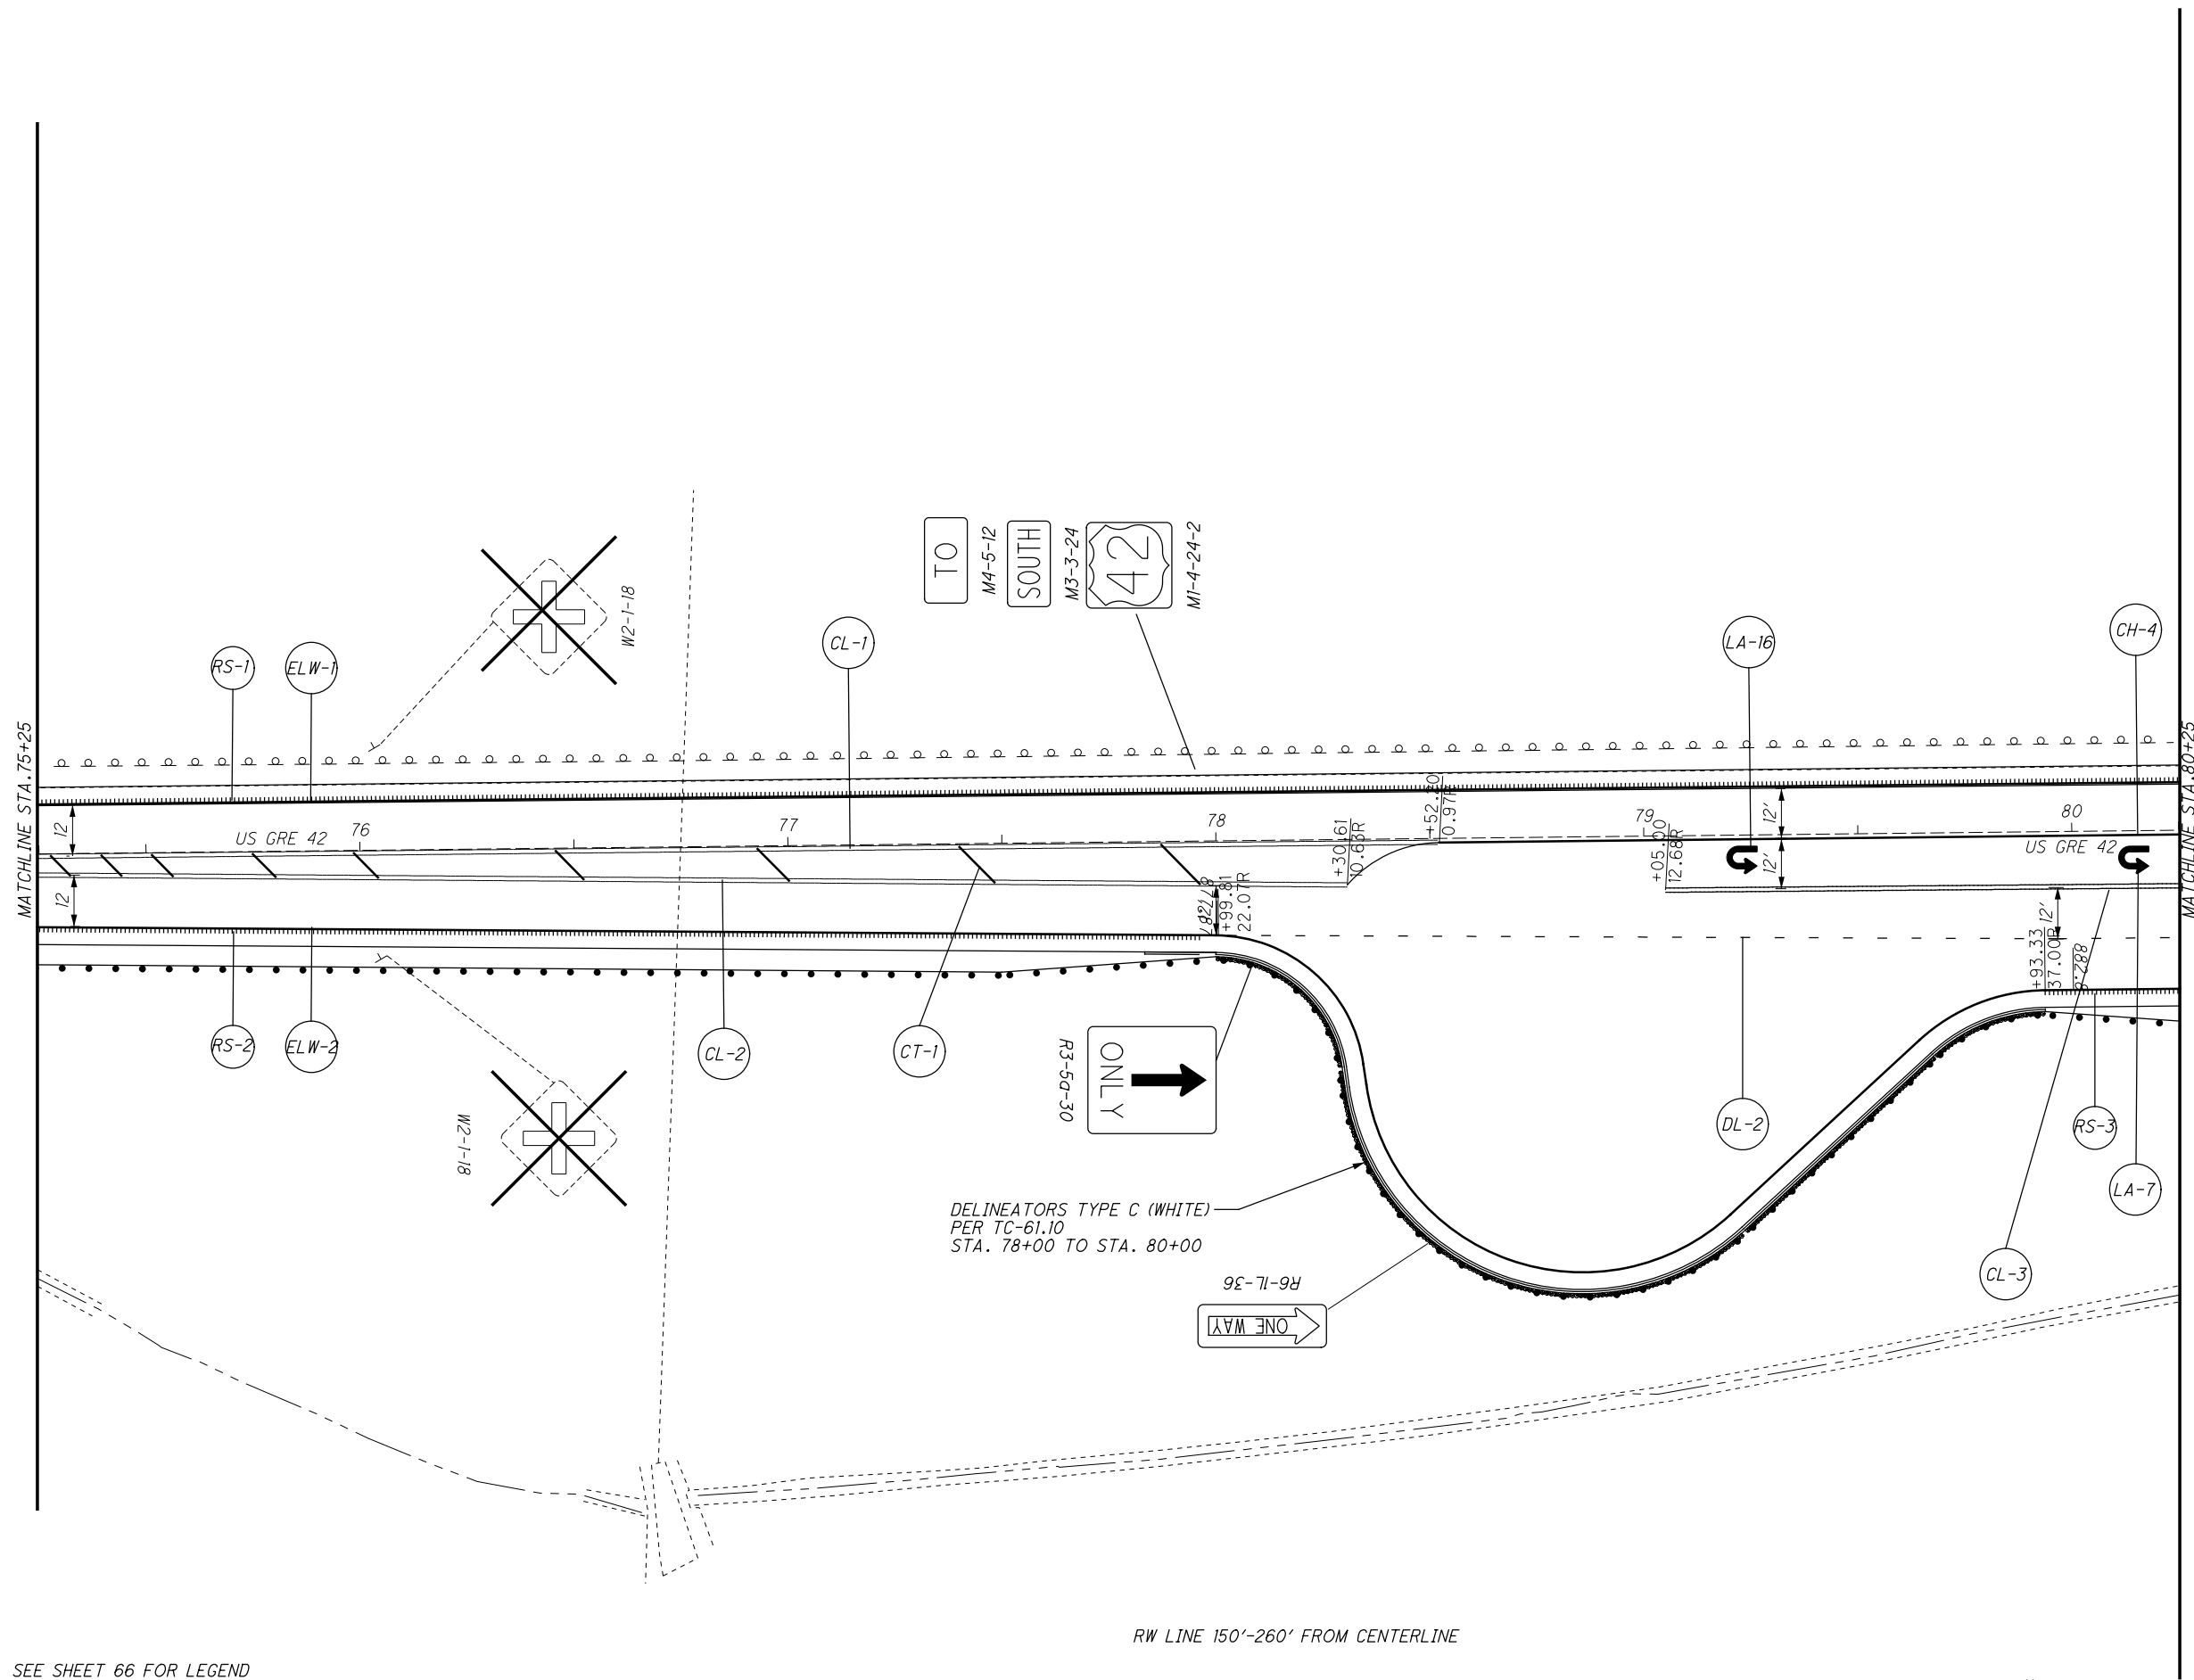 TO
M4-5-12
SOUTH
M3-3-24
42
M1-4-24-2
W2-1-18
RS-1
ELW-1
CL-1
LA-16
CH-4
MATCHLINE STA.75+25
MATCHLINE STA.80+25
12
US GRE 42
76
77
78
+30.61
10.63R
+52.20
0.97R
79
+05.00
12.68R
12'
12'
80
US GRE 42
12
12'
+99.81
22.07R
+93.33
37.00R
12'
RS-2
ELW-2
CL-2
CT-1
ONLY
R3-5a-30
DL-2
RS-3
LA-7
CL-3
W2-1-18
DELINEATORS TYPE C (WHITE)
PER TC-61.10
STA. 78+00 TO STA. 80+00
R6-1L-36
ONE WAY
RW LINE 150'-260' FROM CENTERLINE
SEE SHEET 66 FOR LEGEND